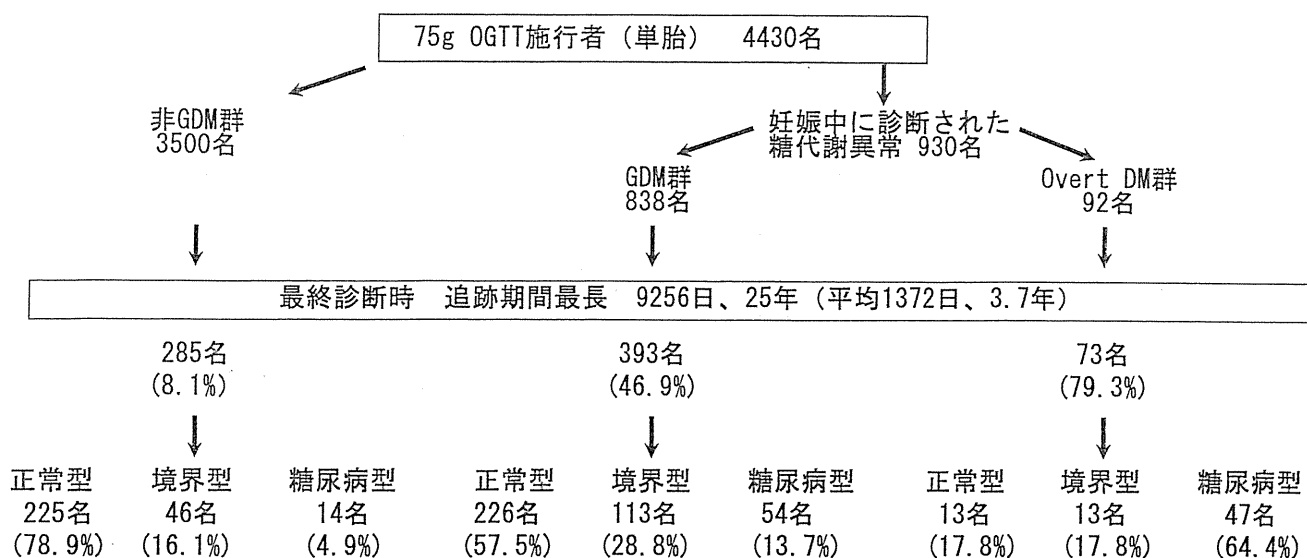 75g OGTT施行者（単胎） 4430名
非GDM群
3500名
妊娠中に診断された
糖代謝異常 930名
GDM群
838名
Overt DM群
92名
最終診断時 追跡期間最長 9256日、25年（平均1372日、3.7年）
285名
(8.1%)
393名
(46.9%)
73名
(79.3%)
正常型 境界型 糖尿病型 正常型 境界型 糖尿病型 正常型 境界型 糖尿病型
225名 46名 14名 226名 113名 54名 13名 13名 47名
(78.9%) (16.1%) (4.9%) (57.5%) (28.8%) (13.7%) (17.8%) (17.8%) (64.4%)